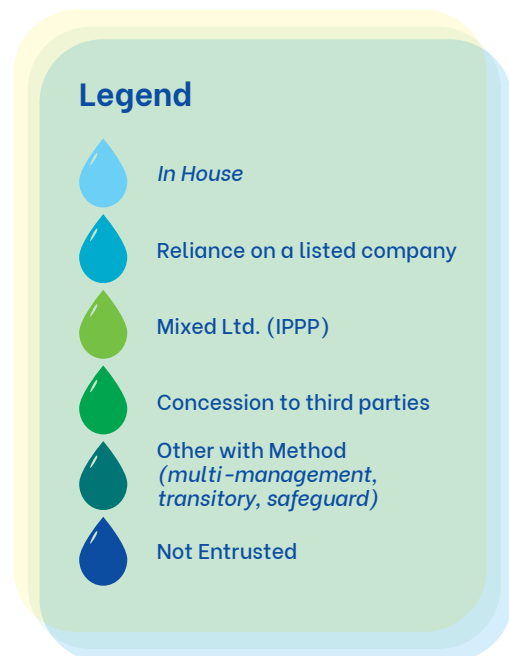 Legend
In House
Reliance on a listed company
Mixed Ltd. (IPPP)
Concession to third parties
Other with Method
(multi-management,
transitory, safeguard)
Not Entrusted